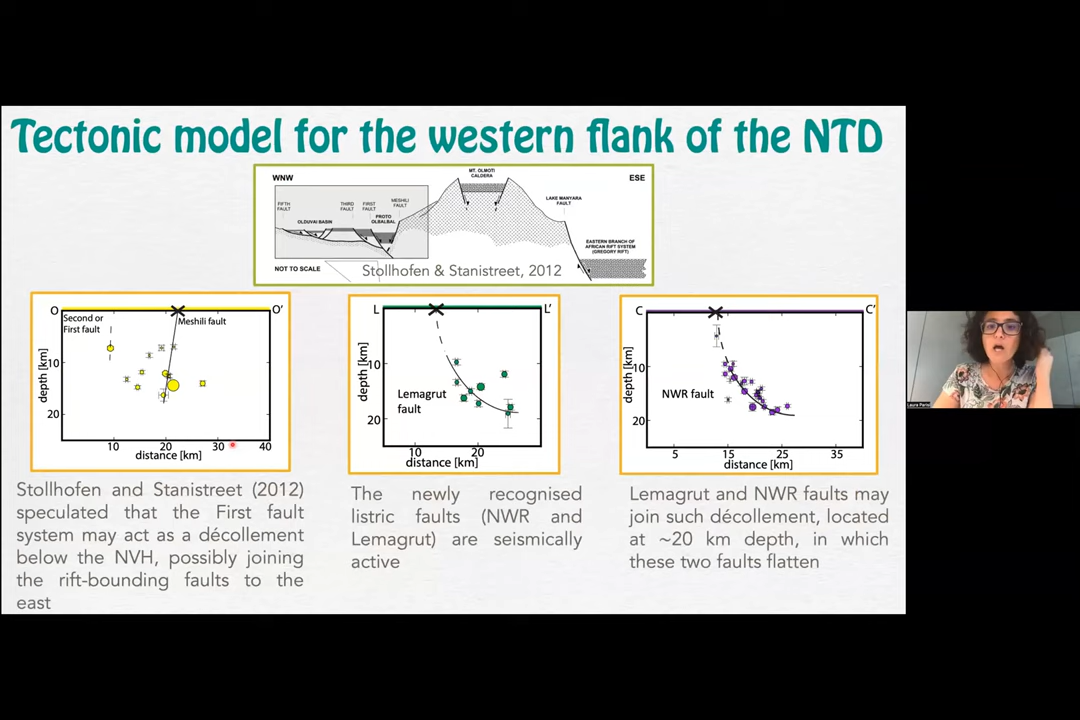 Tectonic model for the western flank of the NTD
WNW
MT. OLMOTI
CALDERA
ESE
FIFTH
FAULT
THIRD
FAULT
FIRST
FAULT
MESHILI
FAULT
OLDUVAI BASIN
PROTO
OLBALBAL
LAKE MANYARA
FAULT
EASTERN BRANCH OF
AFRICAN RIFT SYSTEM
(GREGORY RIFT)
NOT TO SCALE
Stollhofen & Stanistreet, 2012
O
O'
Second or
First fault
Meshili fault
depth [km]
10
20
10
20
30
40
distance [km]
L
L'
depth [km]
10
20
Lemagrut
fault
10
20
distance [km]
C
C'
depth [km]
10
20
NWR fault
5
15
25
35
distance [km]
Stollhofen and Stanistreet (2012)
speculated that the First fault
system may act as a décollement
below the NVH, possibly joining
the rift-bounding faults to the
east
The newly recognised
listric faults (NWR and
Lemagrut) are seismically
active
Lemagrut and NWR faults may
join such décollement, located
at ~20 km depth, in which
these two faults flatten
Laura Parisi